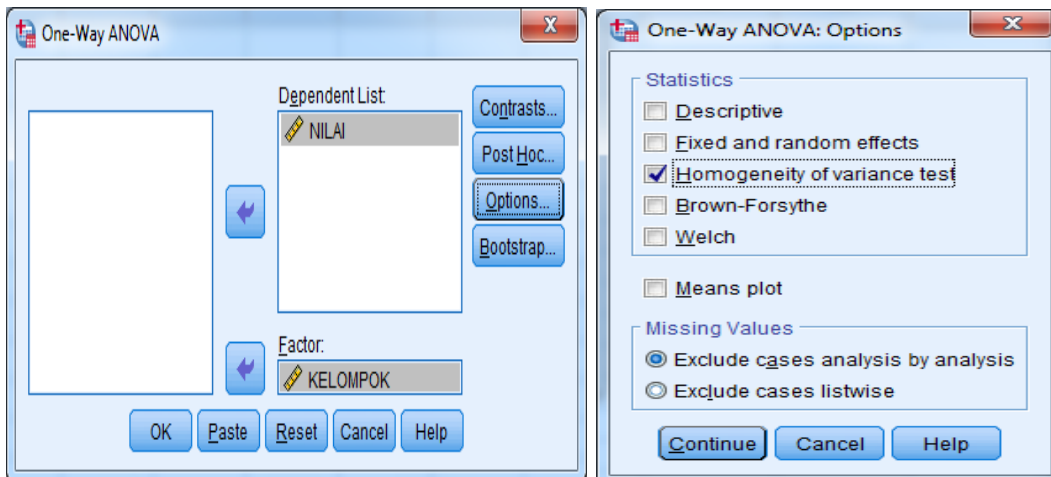 One-Way ANOVA
X
Dependent List:
NILAI
Contrasts...
Post Hoc...
Options...
Bootstrap...
Factor:
KELOMPOK
OK
Paste
Reset
Cancel
Help
One-Way ANOVA: Options
X
Statistics
Descriptive
Fixed and random effects
Homogeneity of variance test
Brown-Forsythe
Welch
Means plot
Missing Values
Exclude cases analysis by analysis
Exclude cases listwise
Continue
Cancel
Help